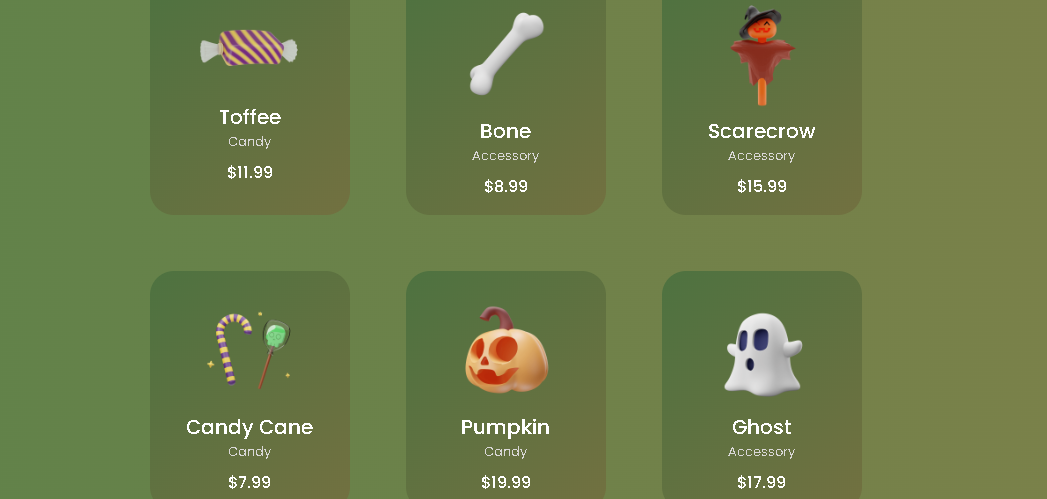 Toffee
Candy
$11.99
Bone
Accessory
$8.99
Scarecrow
Accessory
$15.99
Candy Cane
Candy
$7.99
Pumpkin
Candy
$19.99
Ghost
Accessory
$17.99